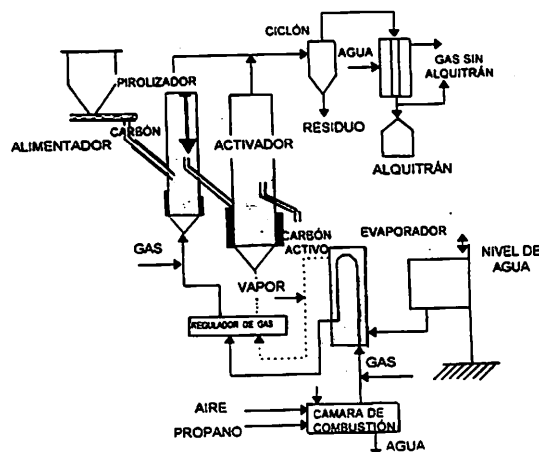 CICLÓN
AGUA
GAS SIN
ALQUITRÁN
PIROLIZADOR
CARBÓN
ALIMENTADOR
ACTIVADOR
RESIDUO
ALQUITRÁN
CARBÓN
ACTIVO
EVAPORADOR
NIVEL DE
AGUA
GAS
VAPOR
REGULADOR DE GAS
GAS
AIRE
PROPANO
CAMARA DE
COMBUSTIÓN
AGUA